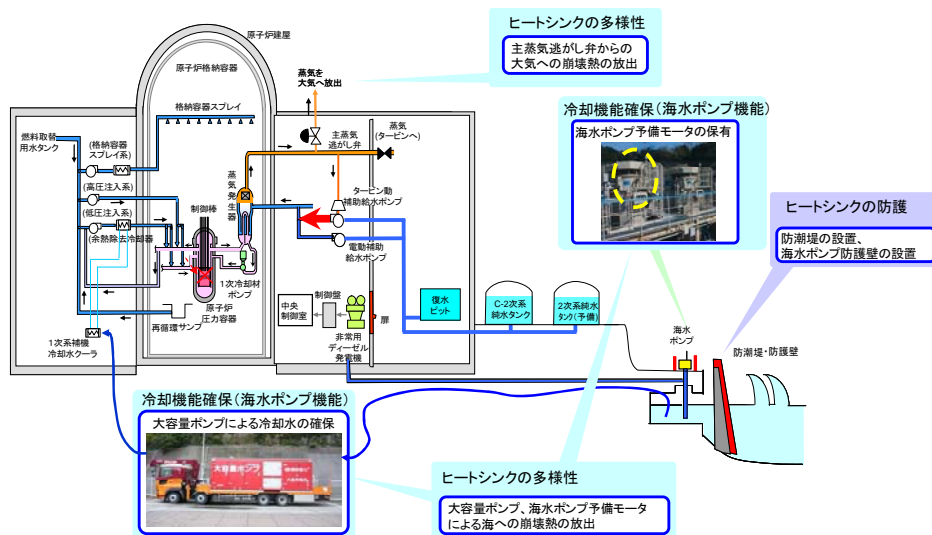 ヒートシンクの多様性
主蒸気逃がし弁からの
大気への崩壊熱の放出
原子炉建屋
原子炉格納容器
蒸気を
大気へ放出
冷却機能確保(海水ポンプ機能)
海水ポンプ予備モータの保有
格納容器スプレイ
燃料取替
用水タンク
(格納容器
スプレイ系)
主蒸気
逃がし弁
蒸気
(タービンへ)
蒸気発生器
(高圧注入系)
(低圧注入系)
制御棒
タービン動
補助給水ポンプ
ヒートシンクの防護
防潮堤の設置、
海水ポンプ防護壁の設置
(余熱除去冷却器)
電動補助
給水ポンプ
1次冷却材
ポンプ
原子炉
圧力容器
再循環サンプ
中央
制御室
制御盤
扉
復水
ピット
C-2次系
純水タンク
2次系純水
タンク(予備)
非常用
ディーゼル
発電機
1次系補機
冷却水クーラ
海水
ポンプ
防潮堤・防護壁
冷却機能確保(海水ポンプ機能)
大容量ポンプによる冷却水の確保
大容量ポンプ
ヒートシンクの多様性
大容量ポンプ、海水ポンプ予備モータ
による海への崩壊熱の放出